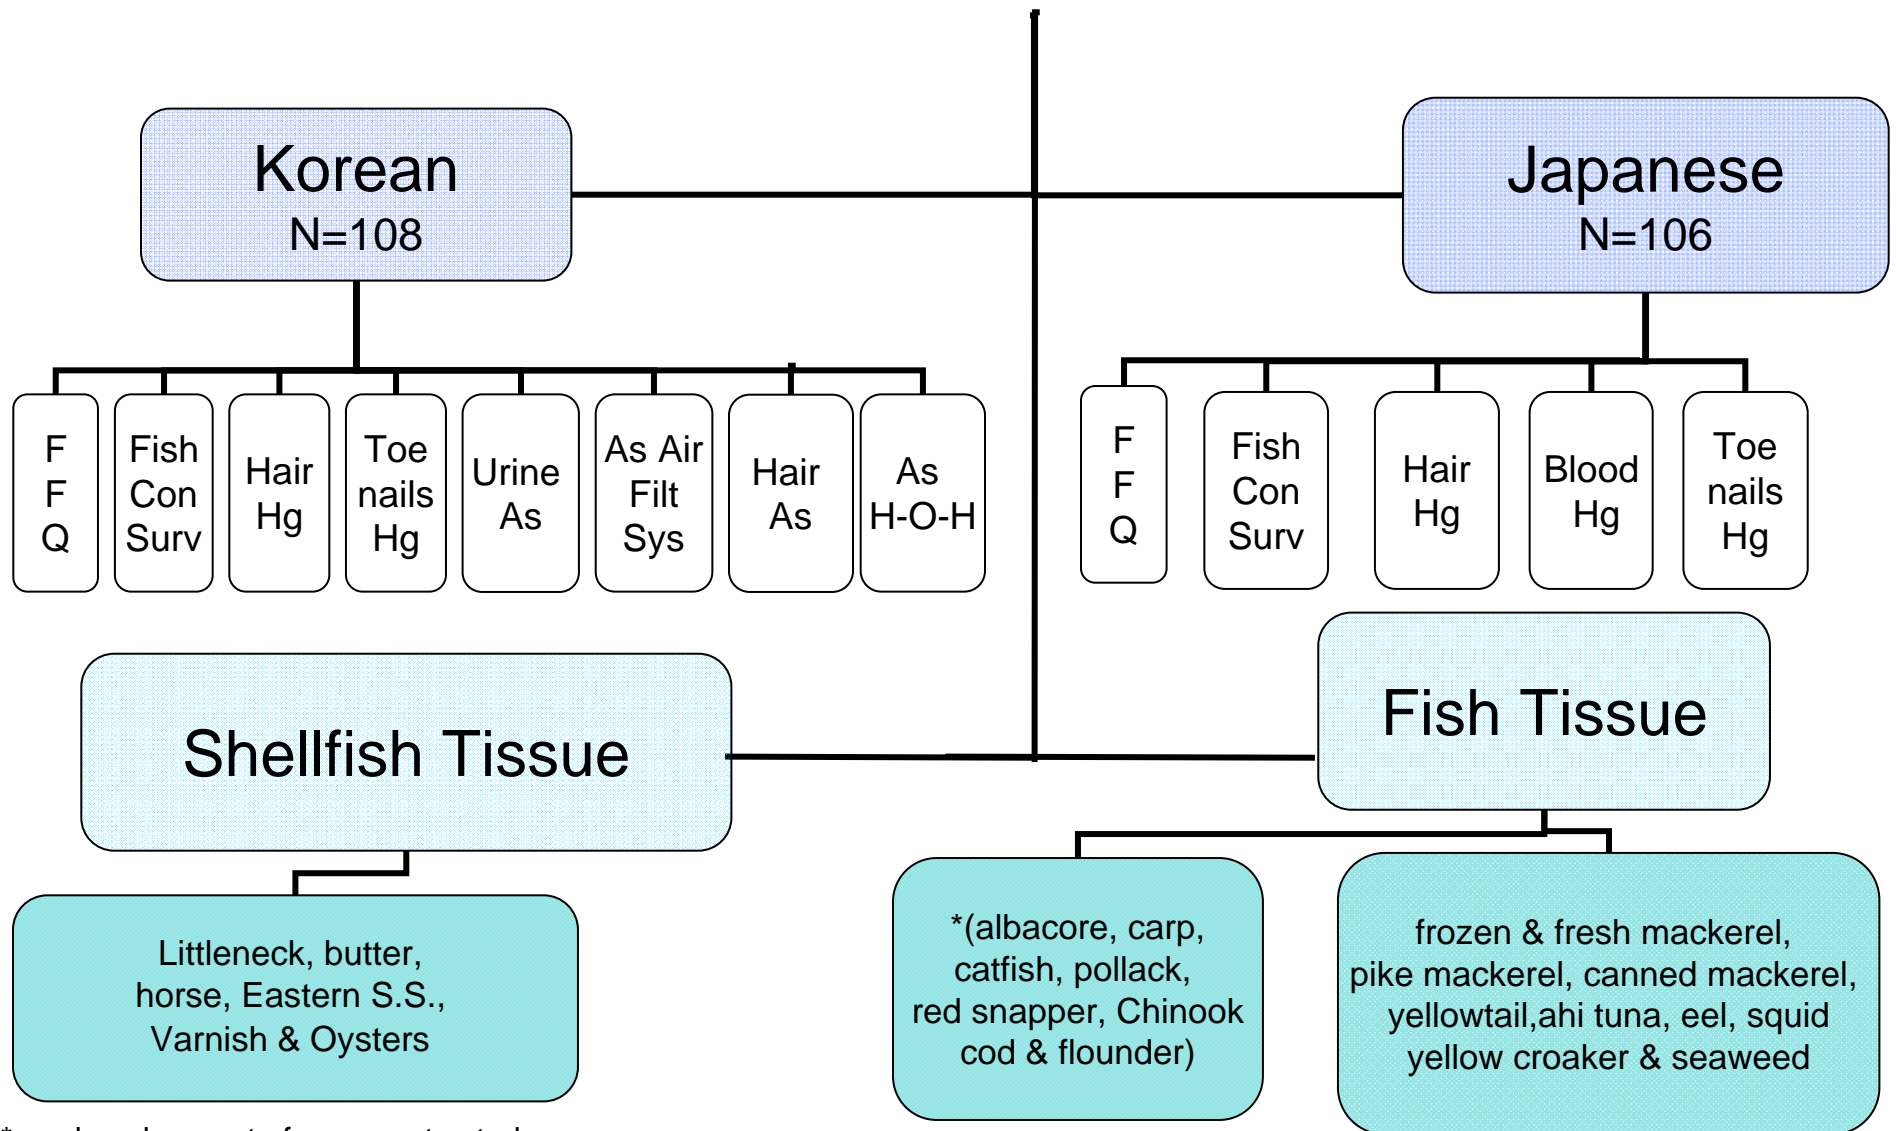 Korean
N=108
Japanese
N=106
F
F
Q
Fish
Con
Surv
Hair
Hg
Toe
nails
Hg
Urine
As
As Air
Filt
Sys
Hair
As
As
H-O-H
F
F
Q
Fish
Con
Surv
Hair
Hg
Blood
Hg
Toe
nails
Hg
Shellfish Tissue
Fish Tissue
Littleneck, butter,
horse, Eastern S.S.,
Varnish & Oysters
*(albacore, carp,
catfish, pollack,
red snapper, Chinook
cod & flounder)
frozen & fresh mackerel,
pike mackerel, canned mackerel,
yellowtail,ahi tuna, eel, squid
yellow croaker & seaweed